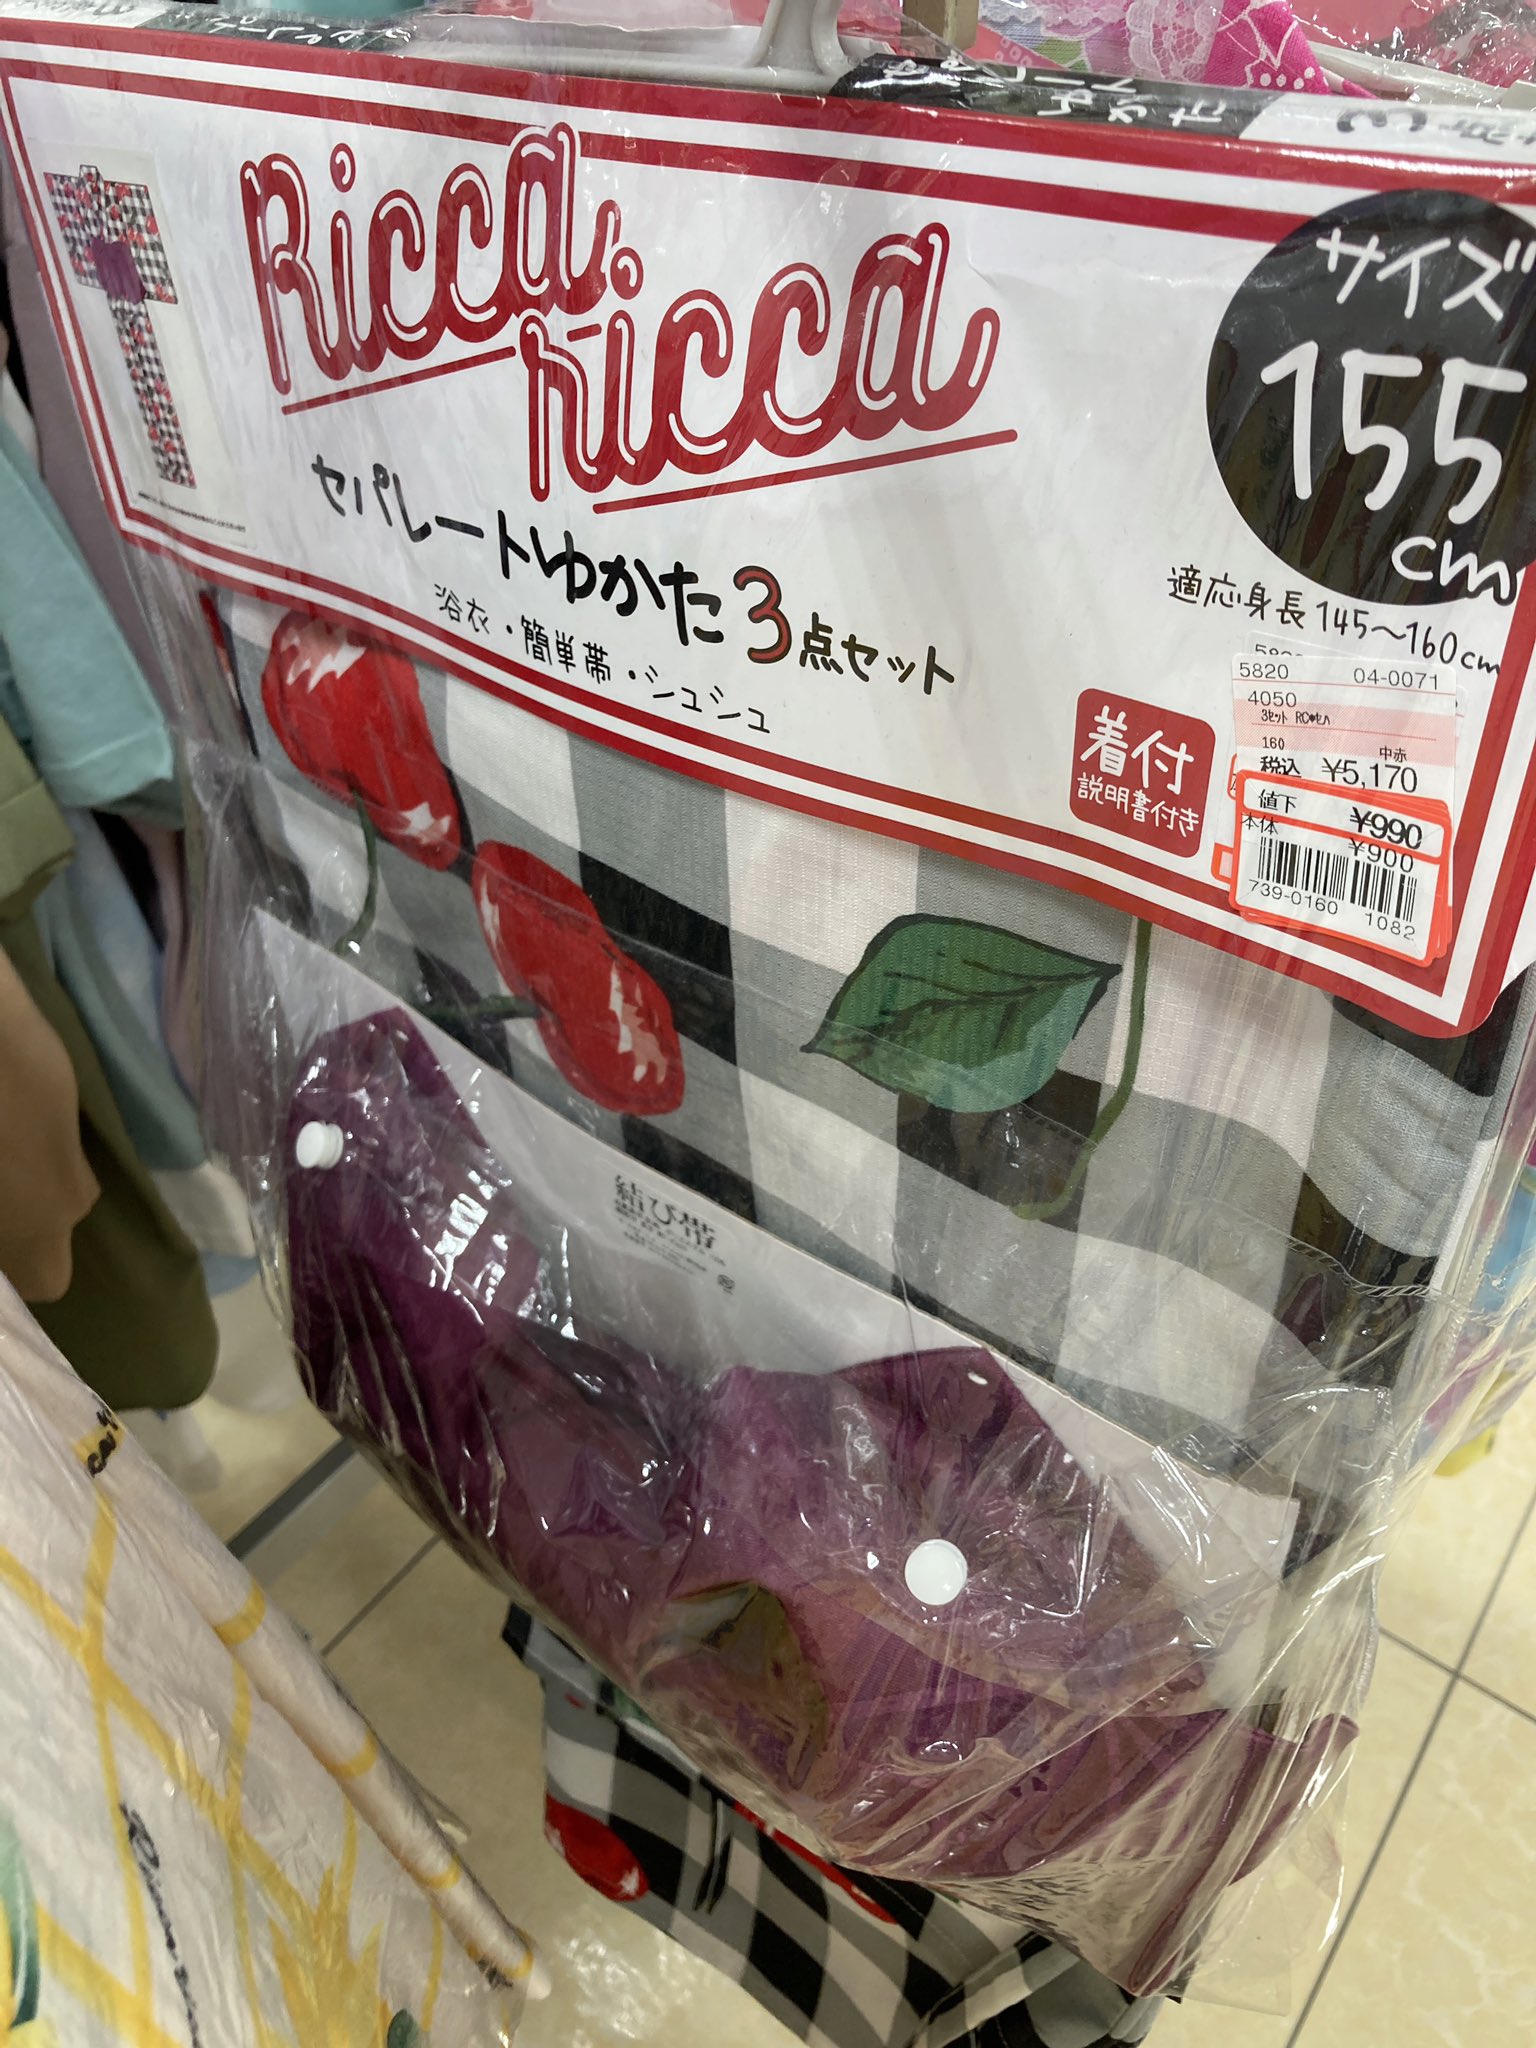 Ricca
ricca
サイズ
155
cm
セパレートゆかた3点セット
浴衣・簡単帯・シュシュ
適応身長145～160cm
着付
説明書付き
5820 04-0071
4050
3セット
160 中赤
税込 ¥5,170
値下 ¥990
本体 ¥900
739-0160 1082
結び帯